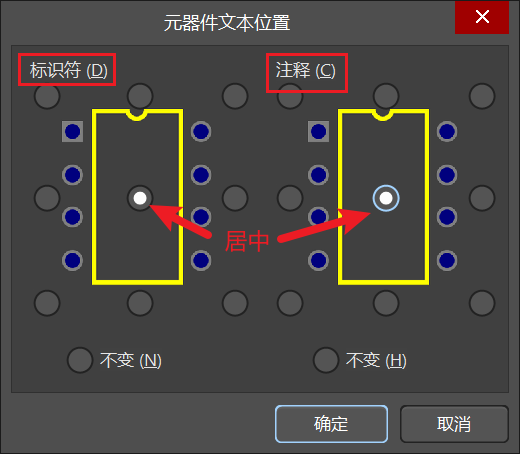 元器件文本位置
标识符 (D)
注释 (C)
居中
不变 (N)
不变 (H)
确定
取消